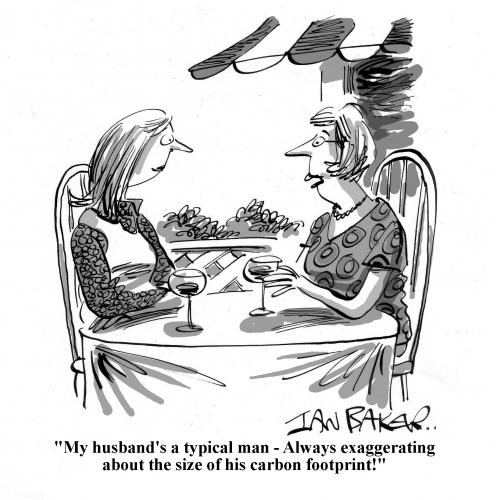 IAN BAKER..
"My husband's a typical man - Always exaggerating
about the size of his carbon footprint!"